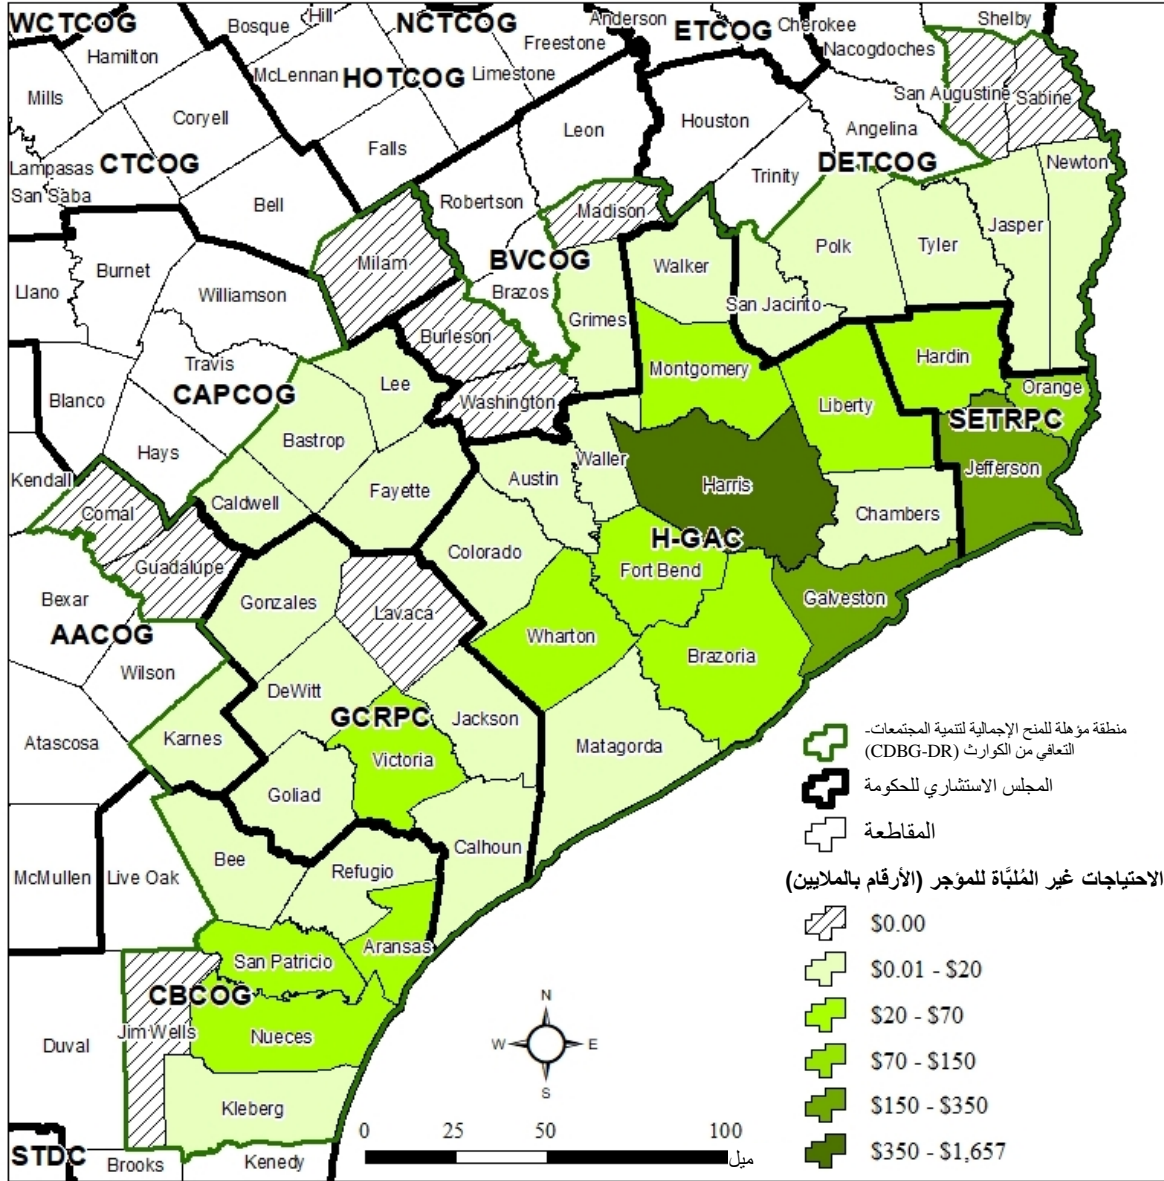 WCTCOG
Bosque
Hill
NCTCOG
Anderson
ETCOG
Cherokee
Shelby
Hamilton
Freestone
Nacogdoches
McLennan
HOTCOG
Limestone
Mills
San Augustine
Sabine
Coryell
Leon
Houston
Angelina
Falls
Lampasas
CTCOG
DETCOG
Newton
San Saba
Bell
Robertson
Trinity
Madison
Jasper
Polk
Tyler
Burnet
Milam
BVCOG
Walker
Llano
Williamson
Brazos
San Jacinto
Grimes
Burleson
Travis
Montgomery
Hardin
Lee
Orange
Blanco
CAPCOG
Washington
Liberty
SETRPC
Bastrop
Hays
Waller
Jefferson
Kendall
Austin
Harris
Caldwell
Fayette
Comal
Chambers
H-GAC
Colorado
Guadalupe
Fort Bend
Bexar
Gonzales
Lavaca
Galveston
AACOG
Wharton
Brazoria
Wilson
DeWitt
GCRPC
Jackson
Atascosa
Karnes
Matagorda
Victoria
Goliad
Calhoun
Bee
Refugio
McMullen
Live Oak
Aransas
San Patricio
CBCOG
Jim Wells
Nueces
Duval
Kleberg
STDC
Brooks
Kenedy
منطقة مؤهلة للمنح الإجمالية لتنمية المجتمعات-
التعافي من الكوارث (CDBG-DR)
المجلس الاستشاري للحكومة
المقاطعة
الاحتياجات غير المُلبَّاة للمؤجر (الأرقام بالملايين)
$0.00
$0.01 - $20
$20 - $70
$70 - $150
$150 - $350
$350 - $1,657
N
W
E
S
0
25
50
100
ميل